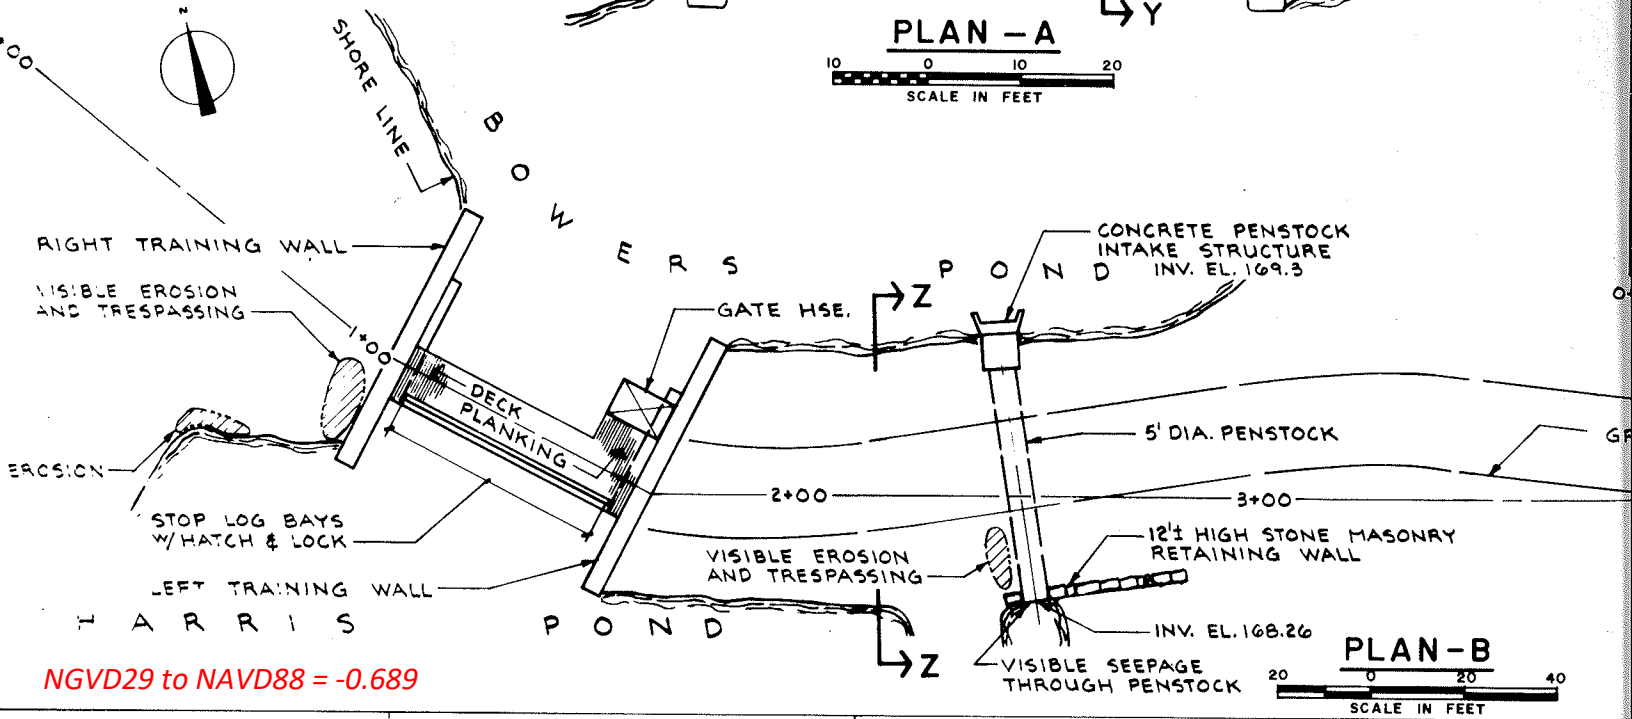 N
PLAN - A
Y
10 0 10 20
SCALE IN FEET
SHORE LINE
BOWERS POND
RIGHT TRAINING WALL
VISIBLE EROSION
AND TRESPASSING
1+00
GATE HSE.
Z
CONCRETE PENSTOCK
INTAKE STRUCTURE
INV. EL. 169.3
DECK
PLANKING
5' DIA. PENSTOCK
EROSION
2+00
3+00
STOP LOG BAYS
W/ HATCH & LOCK
LEFT TRAINING WALL
VISIBLE EROSION
AND TRESPASSING
12'± HIGH STONE MASONRY
RETAINING WALL
HARRIS POND
INV. EL. 168.26
Z
VISIBLE SEEPAGE
THROUGH PENSTOCK
PLAN-B
20 0 20 40
SCALE IN FEET
NGVD29 to NAVD88 = -0.689